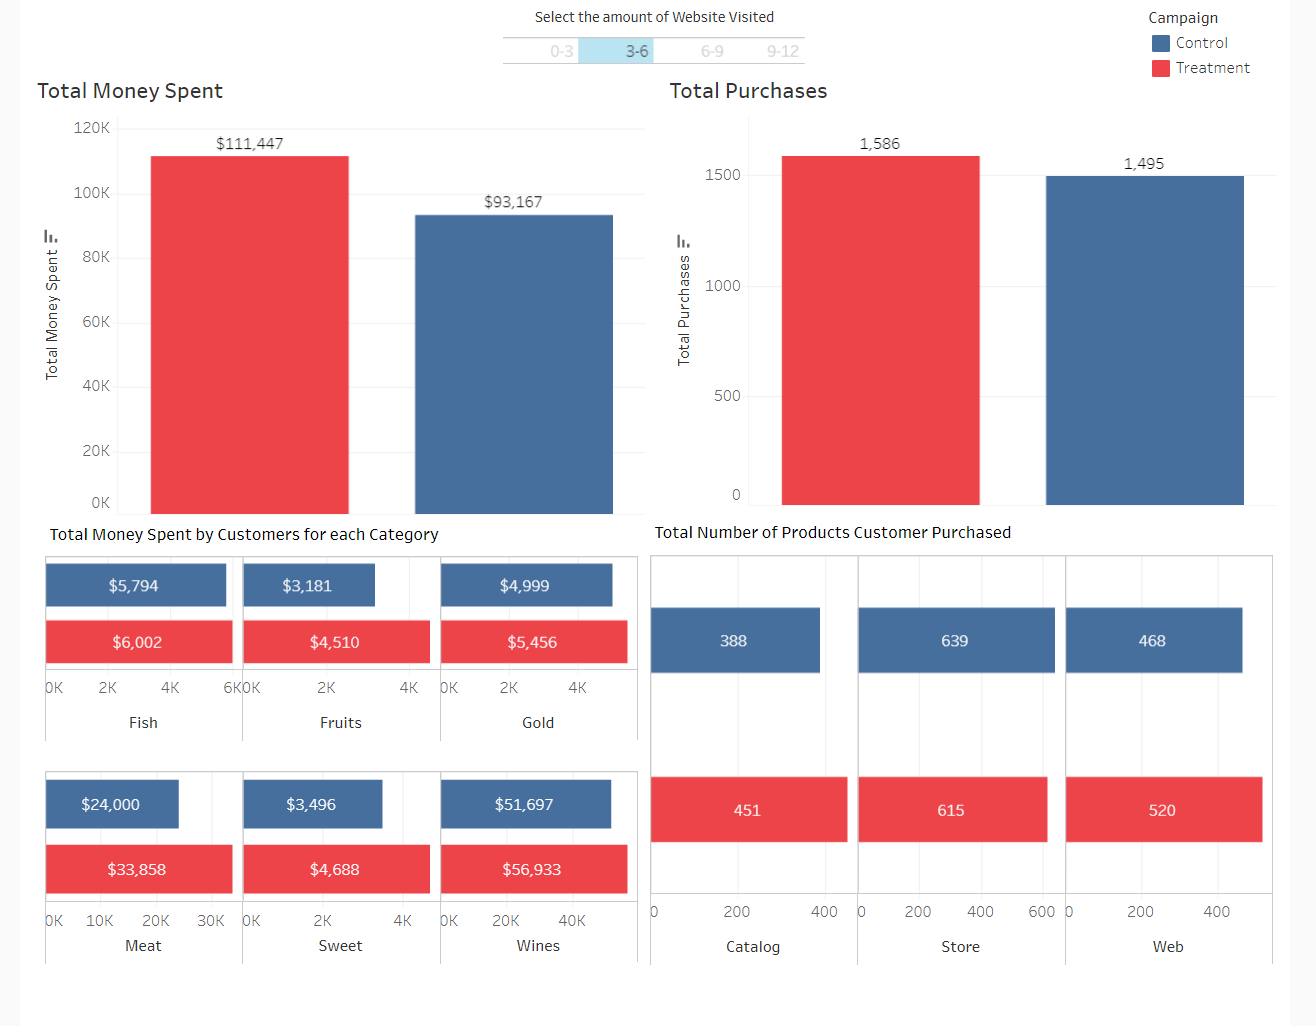 Select the amount of Website Visited
0-3 3-6 6-9 9-12
Campaign
Control
Treatment
Total Money Spent
120K
100K
80K
60K
40K
20K
0K
Total Money Spent
$111,447
$93,167
Total Purchases
1500
1000
500
0
Total Purchases
1,586
1,495
Total Money Spent by Customers for each Category
$5,794 $3,181 $4,999
$6,002 $4,510 $5,456
0K 2K 4K 6K 0K 2K 4K 0K 2K 4K
Fish Fruits Gold
$24,000 $3,496 $51,697
$33,858 $4,688 $56,933
0K 10K 20K 30K 0K 2K 4K 0K 20K 40K
Meat Sweet Wines
Total Number of Products Customer Purchased
388 639 468
451 615 520
0 200 400 0 200 400 600 0 200 400
Catalog Store Web